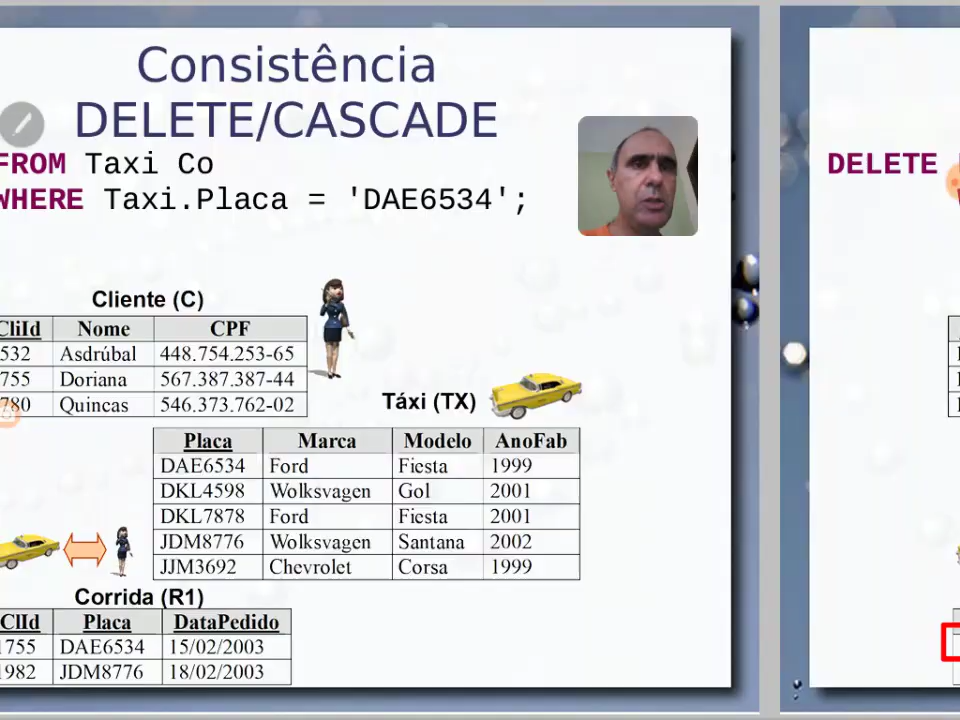 Consistência
DELETE/CASCADE
FROM Taxi Co
WHERE Taxi.Placa = 'DAE6534';
DELETE
Cliente (C)
CliId Nome CPF
532 Asdrúbal 448.754.253-65
755 Doriana 567.387.387-44
780 Quincas 546.373.762-02
Táxi (TX)
Placa Marca Modelo AnoFab
DAE6534 Ford Fiesta 1999
DKL4598 Wolksvagen Gol 2001
DKL7878 Ford Fiesta 2001
JDM8776 Wolksvagen Santana 2002
JJM3692 Chevrolet Corsa 1999
Corrida (R1)
ClId Placa DataPedido
1755 DAE6534 15/02/2003
1982 JDM8776 18/02/2003